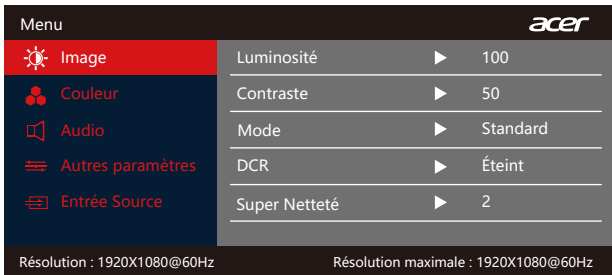 Menu acer
Image Luminosité 100
Couleur Contraste 50
Audio Mode Standard
Autres paramètres DCR Éteint
Entrée Source Super Netteté 2
Résolution : 1920X1080@60Hz Résolution maximale : 1920X1080@60Hz